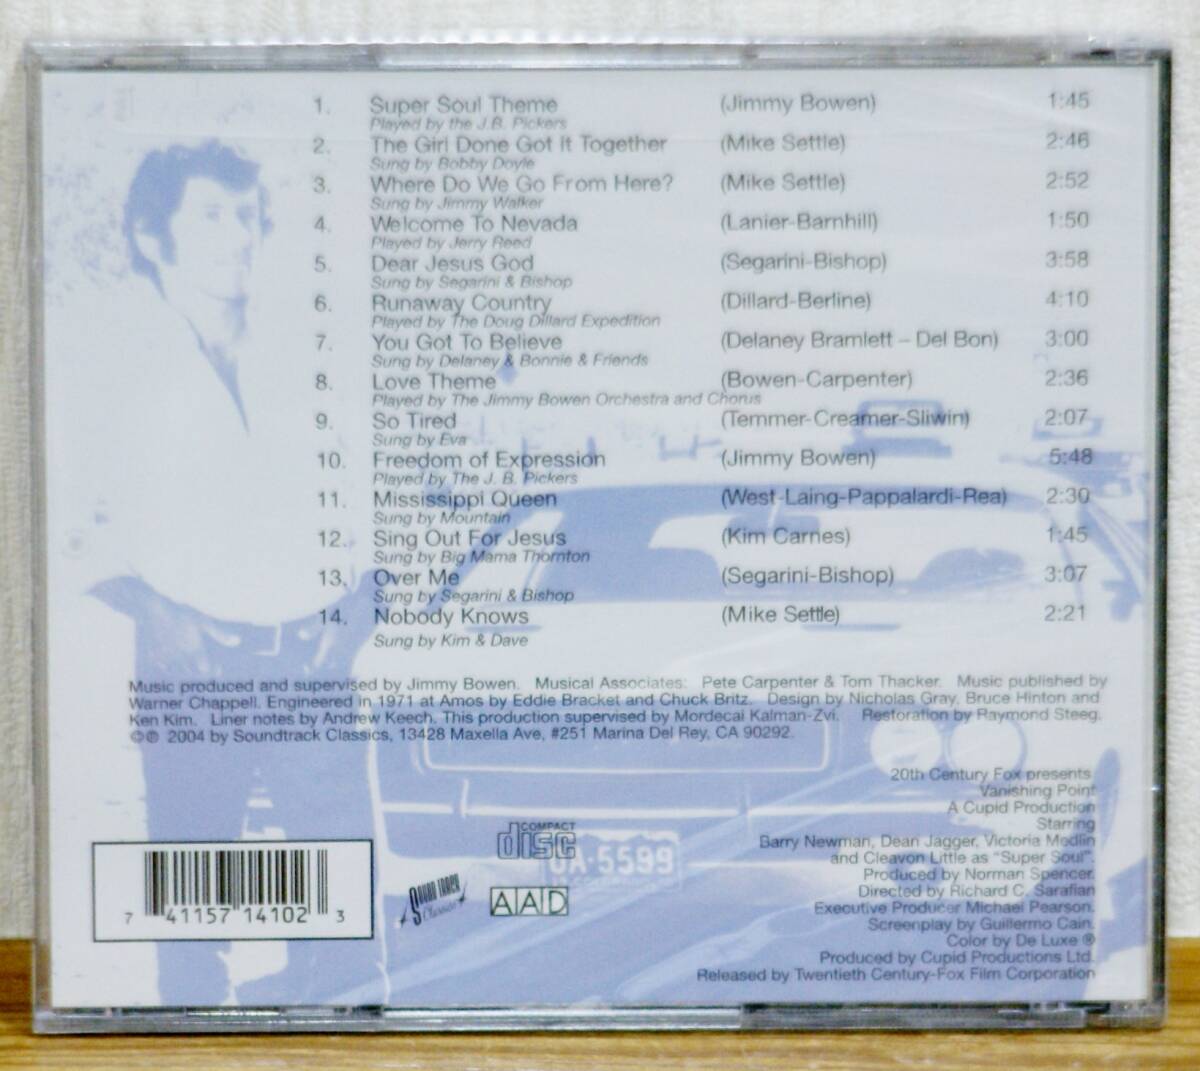 1. Super Soul Theme (Jimmy Bowen) 1:45
Played by the J.B. Pickers
2. The Girl Done Got It Together (Mike Settle) 2:46
Sung by Bobby Doyle
3. Where Do We Go From Here? (Mike Settle) 2:52
Sung by Jimmy Walker
4. Welcome To Nevada (Lanier-Barnhill) 1:50
Played by Jerry Reed
5. Dear Jesus God (Segarini-Bishop) 3:58
Sung by Segarini & Bishop
6. Runaway Country (Dillard-Berline) 4:10
Played by The Doug Dillard Expedition
7. You Got To Believe (Delaney Bramlett – Del Bon) 3:00
Sung by Delaney & Bonnie & Friends
8. Love Theme (Bowen-Carpenter) 2:36
Played by The Jimmy Bowen Orchestra and Chorus
9. So Tired (Temmer-Creamer-Sliwin) 2:07
Sung by Eva
10. Freedom of Expression (Jimmy Bowen) 5:48
Played by The J. B. Pickers
11. Mississippi Queen (West-Laing-Pappalardi-Rea) 2:30
Sung by Mountain
12. Sing Out For Jesus (Kim Carnes) 1:45
Sung by Big Mama Thornton
13. Over Me (Segarini-Bishop) 3:07
Sung by Segarini & Bishop
14. Nobody Knows (Mike Settle) 2:21
Sung by Kim & Dave
Music produced and supervised by Jimmy Bowen. Musical Associates: Pete Carpenter & Tom Thacker. Music published by
Warner Chappell. Engineered in 1971 at Amos by Eddie Bracket and Chuck Britz. Design by Nicholas Gray, Bruce Hinton and
Ken Kim. Liner notes by Andrew Keech. This production supervised by Mordecai Kalman-Zvi. Restoration by Raymond Steeg.
©℗ 2004 by Soundtrack Classics, 13428 Maxella Ave, #251 Marina Del Rey, CA 90292.
20th Century Fox presents
Vanishing Point
A Cupid Production
Starring
Barry Newman, Dean Jagger, Victoria Medlin
and Cleavon Little as "Super Soul".
Produced by Norman Spencer.
Directed by Richard C. Sarafian
Executive Producer Michael Pearson.
Screenplay by Guillermo Cain.
Color by De Luxe ®
Produced by Cupid Productions Ltd.
Released by Twentieth Century-Fox Film Corporation
COMPACT
disc
OA-5599
Sound Track
Classics
AAD
7 41157 14102 3